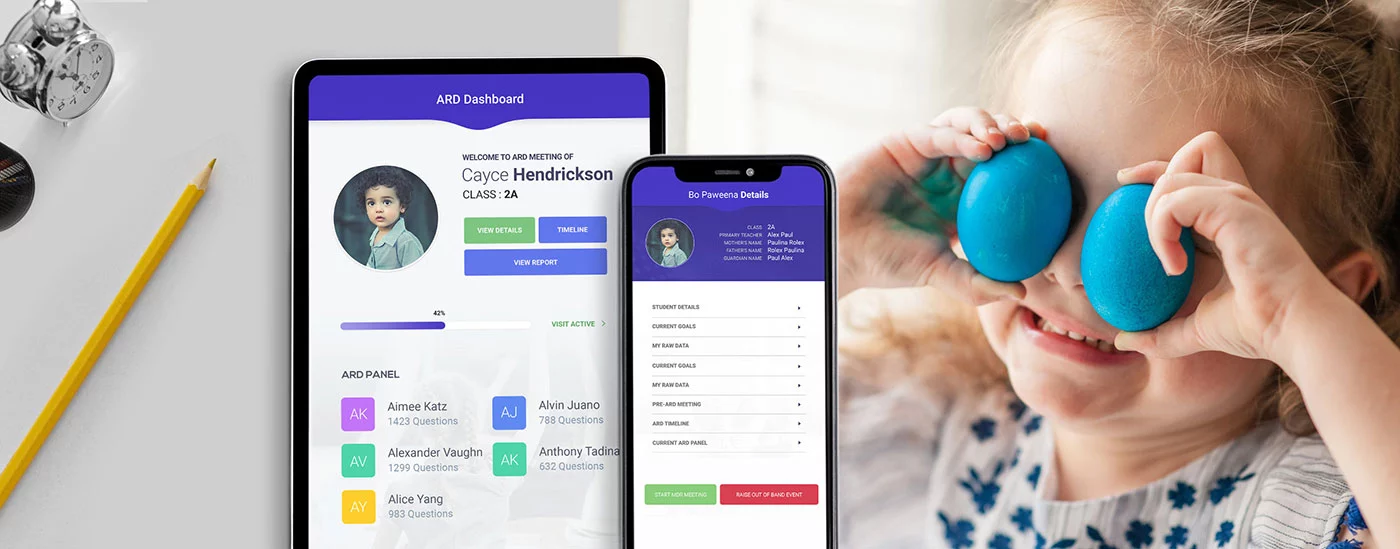 ARD Dashboard
WELCOME TO ARD MEETING OF
Cayce Hendrickson
CLASS : 2A
VIEW DETAILS
TIMELINE
VIEW REPORT
42%
VISIT ACTIVE
ARD PANEL
AK
Aimee Katz
1423 Questions
AJ
Alvin Juano
788 Questions
AV
Alexander Vaughn
1299 Questions
AK
Anthony Tadina
632 Questions
AY
Alice Yang
983 Questions
Bo Paweena Details
CLASS 2A
PRIMARY TEACHER Alex Paul
MOTHER'S NAME Paulina Rolex
FATHER'S NAME Rolex Paulina
GUARDIAN NAME Paul Alex
STUDENT DETAILS
CURRENT GOALS
MY RAW DATA
CURRENT GOALS
MY RAW DATA
PRE-ARD MEETING
ARD TIMELINE
CURRENT ARD PANEL
START MDR MEETING
RAISE OUT OF BAND EVENT